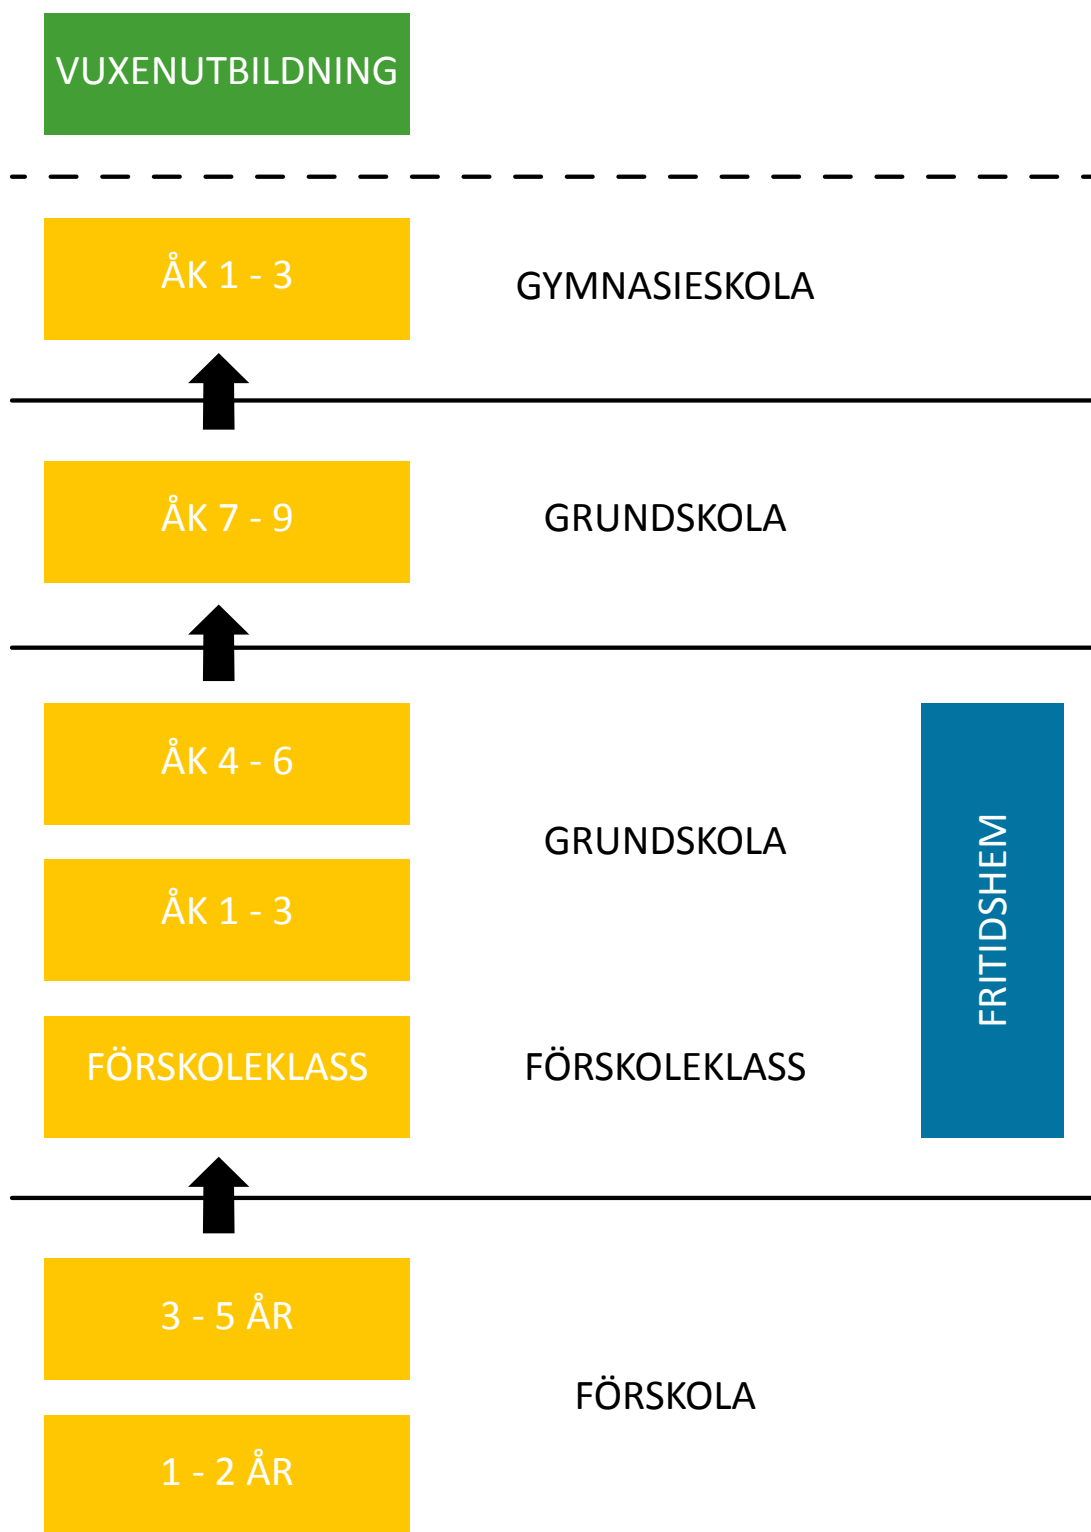 VUXENUTBILDNING
ÅK 1 - 3
GYMNASIESKOLA
ÅK 7 - 9
GRUNDSKOLA
ÅK 4 - 6
GRUNDSKOLA
ÅK 1 - 3
FRITIDSHEM
FÖRSKOLEKLASS
FÖRSKOLEKLASS
3 - 5 ÅR
FÖRSKOLA
1 - 2 ÅR